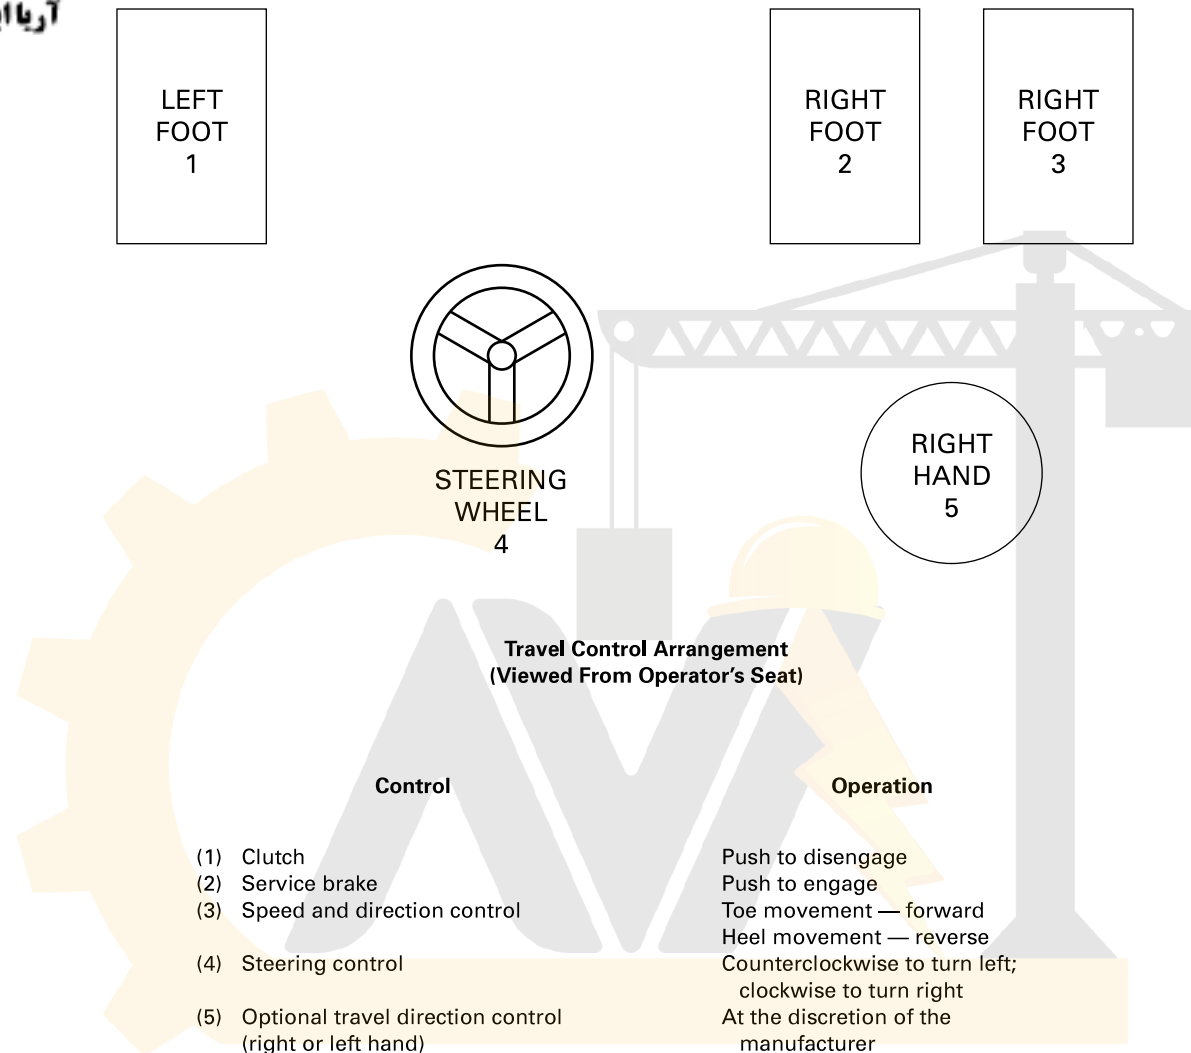 LEFT
FOOT
1
RIGHT
FOOT
2
RIGHT
FOOT
3
STEERING
WHEEL
4
RIGHT
HAND
5
Travel Control Arrangement
(Viewed From Operator’s Seat)
Control Operation
(1) Clutch Push to disengage
(2) Service brake Push to engage
(3) Speed and direction control Toe movement — forward
Heel movement — reverse
(4) Steering control Counterclockwise to turn left;
clockwise to turn right
(5) Optional travel direction control At the discretion of the
(right or left hand) manufacturer